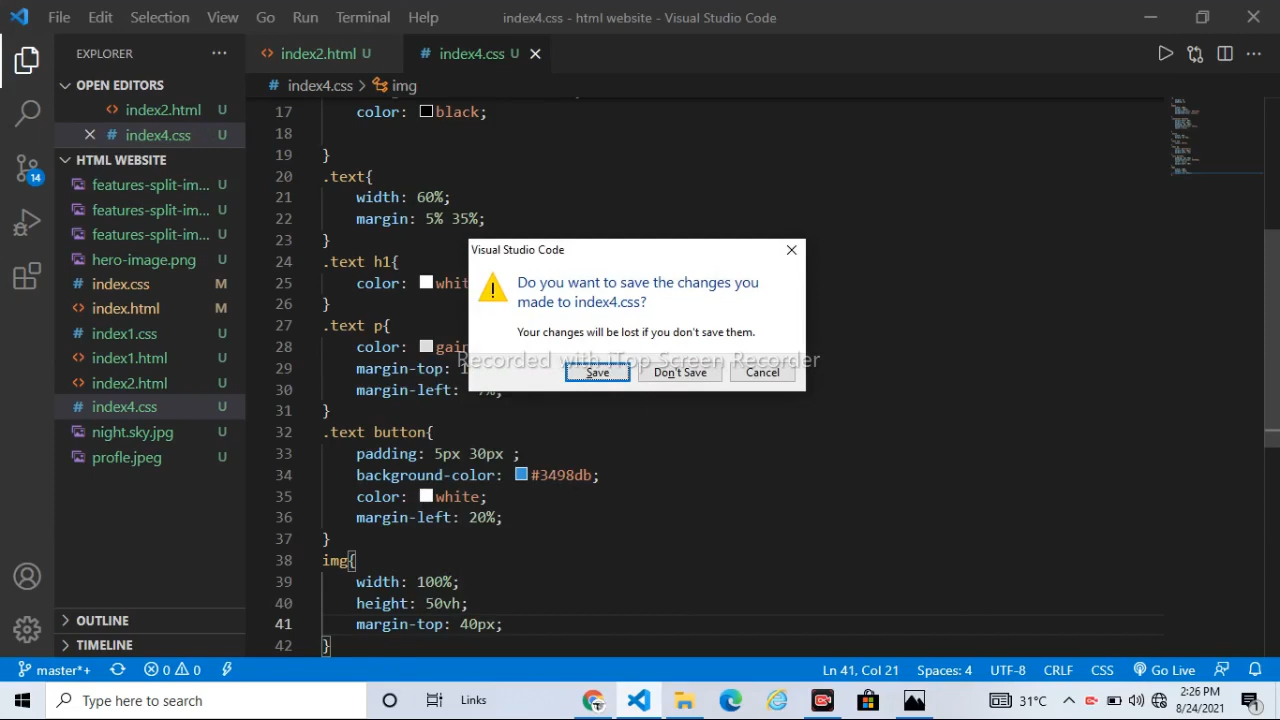 File Edit Selection View Go Run Terminal Help index4.css - html website - Visual Studio Code
EXPLORER
index2.html U
# index4.css U
OPEN EDITORS
index2.html U
# index4.css U
HTML WEBSITE
features-split-im... U
features-split-im... U
features-split-im... U
hero-image.png U
index.css M
index.html M
index1.css U
index1.html U
index2.html U
index4.css U
night.sky.jpg U
profle.jpeg U
OUTLINE
TIMELINE
14
# index4.css > img
17 color: black;
18
19 }
20 .text{
21 width: 60%;
22 margin: 5% 35%;
23 }
24 .text h1{
25 color: whit
26 }
27 .text p{
28 color: gain
29 margin-top: 1
30 margin-left: -7%;
31 }
32 .text button{
33 padding: 5px 30px ;
34 background-color: #3498db;
35 color: white;
36 margin-left: 20%;
37 }
38 img{
39 width: 100%;
40 height: 50vh;
41 margin-top: 40px;
42 }
Visual Studio Code
Do you want to save the changes you
made to index4.css?
Your changes will be lost if you don't save them.
Recorded with iTop Screen Recorder
Save Don't Save Cancel
master*+ 0 0 Ln 41, Col 21 Spaces: 4 UTF-8 CRLF CSS Go Live
Type here to search Links 31°C 2:26 PM
8/24/2021 1